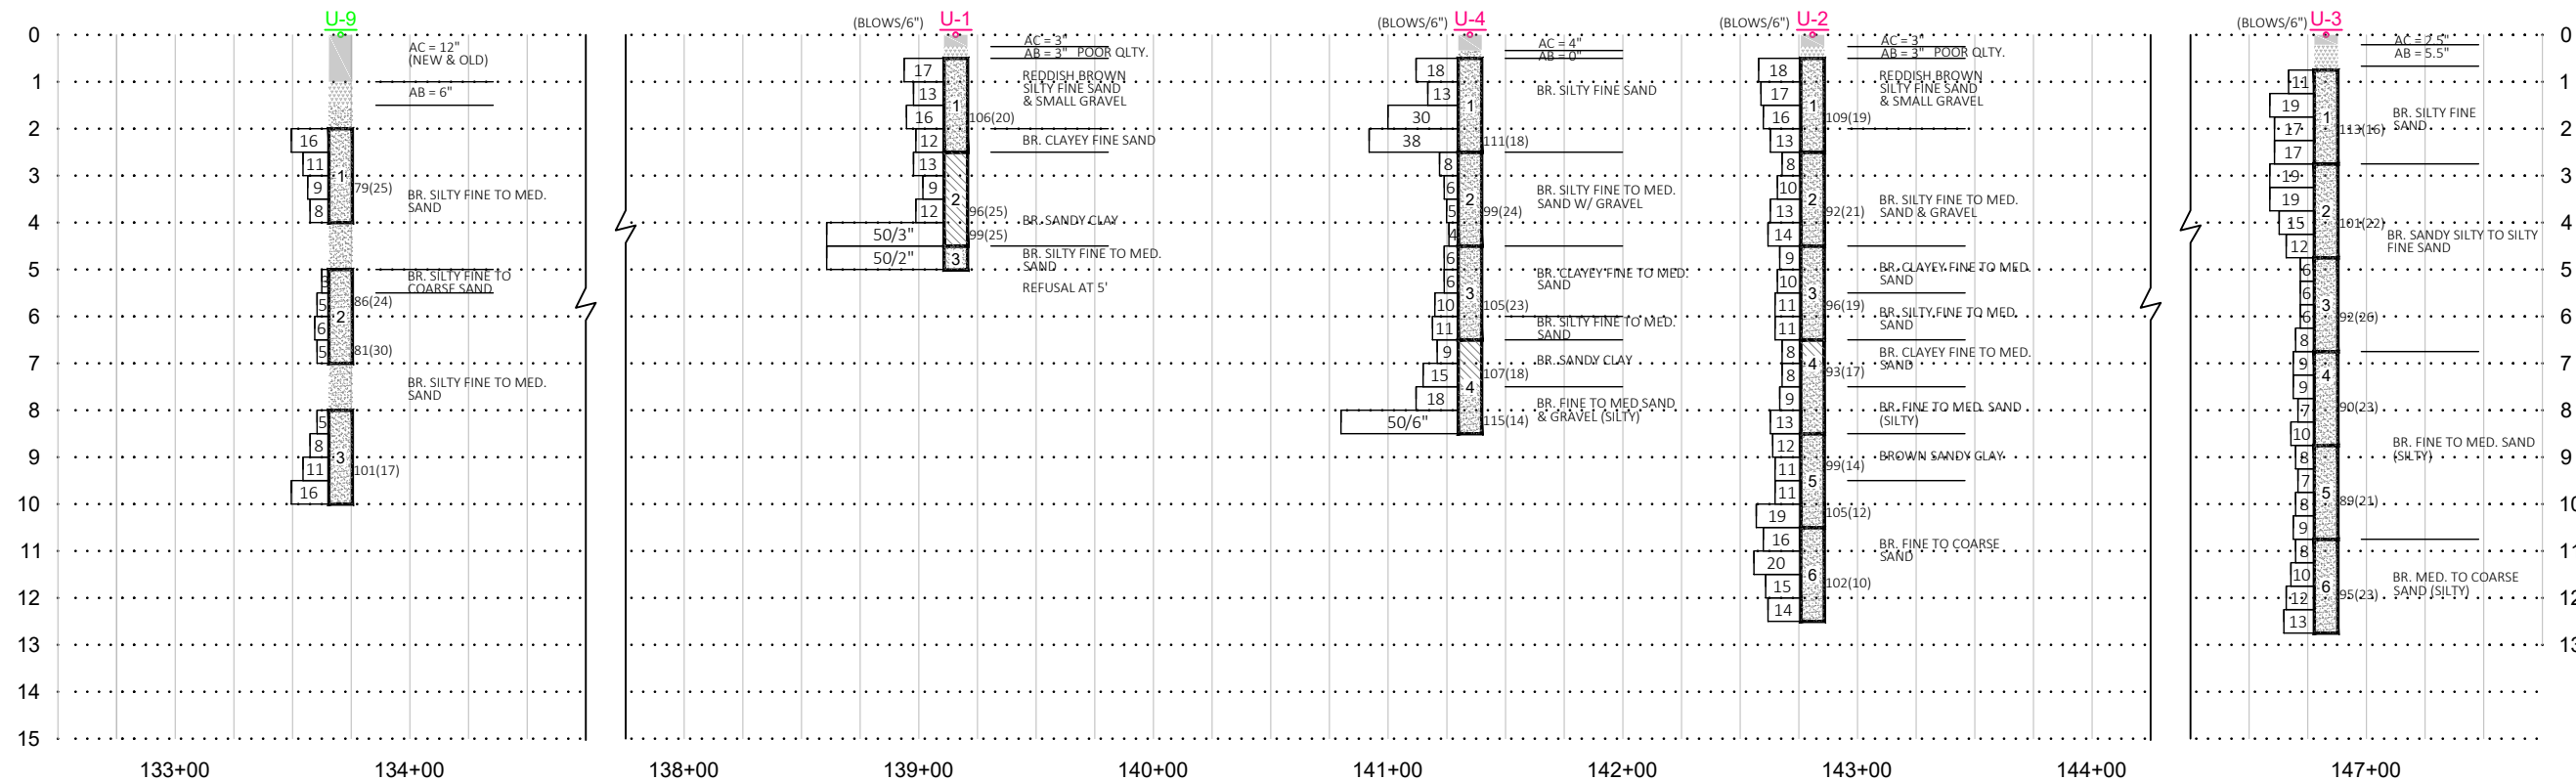 U-9
(BLOWS/6") U-1
(BLOWS/6") U-4
(BLOWS/6") U-2
(BLOWS/6") U-3
0
1
2
3
4
5
6
7
8
9
10
11
12
13
14
15
AC = 12"
(NEW & OLD)
AB = 6"
16
11
9
8
1
79(25)
BR. SILTY FINE TO MED.
SAND
BR. SILTY FINE TO
COARSE SAND
5
6
5
2
86(24)
81(30)
BR. SILTY FINE TO MED.
SAND
5
8
11
16
3
101(17)
AC = 3"
AB = 3" POOR QLTY.
REDDISH BROWN
SILTY FINE SAND
& SMALL GRAVEL
17
13
16
12
1
106(20)
BR. CLAYEY FINE SAND
13
9
12
50/3"
2
96(25)
99(25)
BR. SANDY CLAY
50/2"
3
BR. SILTY FINE TO MED.
SAND
REFUSAL AT 5'
AC = 4"
AB = 0"
18
13
30
38
1
111(18)
BR. SILTY FINE SAND
8
6
5
4
2
99(24)
BR. SILTY FINE TO MED.
SAND W/ GRAVEL
6
6
10
11
3
105(23)
BR. CLAYEY FINE TO MED.
SAND
BR. SILTY FINE TO MED.
SAND
9
15
18
50/6"
4
107(18)
115(14)
BR. SANDY CLAY
BR. FINE TO MED SAND
& GRAVEL (SILTY)
AC = 3"
AB = 3" POOR QLTY.
REDDISH BROWN
SILTY FINE SAND
& SMALL GRAVEL
18
17
16
13
1
109(19)
8
10
13
14
2
92(21)
BR. SILTY FINE TO MED.
SAND & GRAVEL
9
10
11
11
3
96(19)
BR. CLAYEY FINE TO MED.
SAND
BR. SILTY FINE TO MED.
SAND
8
8
9
13
4
93(17)
BR. CLAYEY FINE TO MED.
SAND
BR. FINE TO MED. SAND
(SILTY)
12
11
11
19
5
99(14)
105(12)
BROWN SANDY CLAY
16
20
15
14
6
102(10)
BR. FINE TO COARSE
SAND
AC = 2.5"
AB = 5.5"
11
19
17
17
1
113(16)
BR. SILTY FINE
SAND
19
19
15
12
2
101(22)
BR. SANDY SILTY TO SILTY
FINE SAND
6
6
6
8
3
92(26)
9
9
7
10
4
90(23)
BR. FINE TO MED. SAND
(SILTY)
8
7
8
9
5
89(21)
8
10
12
13
6
95(23)
BR. MED. TO COARSE
SAND (SILTY)
0
1
2
3
4
5
6
7
8
9
10
11
12
13
133+00 134+00 138+00 139+00 140+00 141+00 142+00 143+00 144+00 147+00